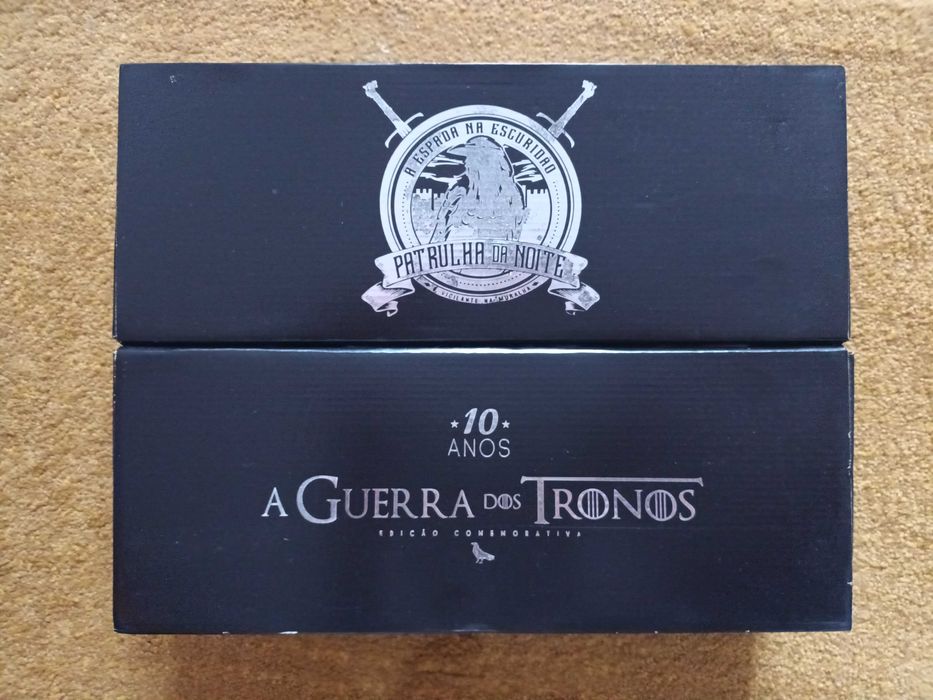 A ESPADA NA ESCURIDÃO
PATRULHA DA NOITE
VIGILANTE NA MURALHA
10
ANOS
A GUERRA DOS TRONOS
EDIÇÃO COMEMORATIVA